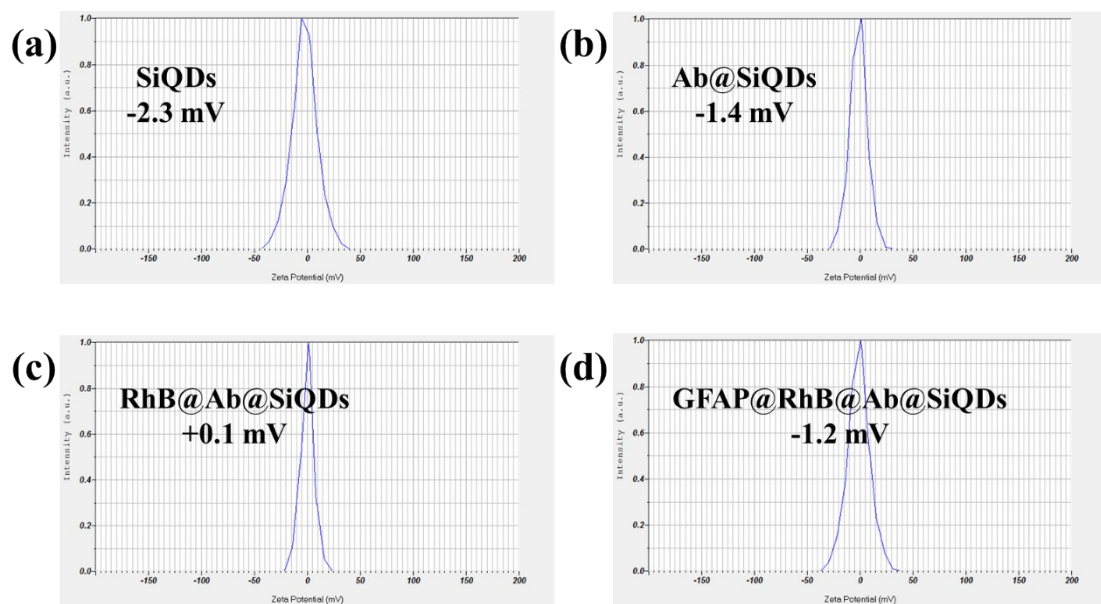 (a)
SiQDs
-2.3 mV
Intensity (a.u.)
1.0
0.8
0.6
0.4
0.2
0.0
-150 -100 -50 0 50 100 150 200
Zeta Potential (mV)
(b)
Ab@SiQDs
-1.4 mV
Intensity (a.u.)
1.0
0.8
0.6
0.4
0.2
0.0
-150 -100 -50 0 50 100 150 200
Zeta Potential (mV)
(c)
RhB@Ab@SiQDs
+0.1 mV
Intensity (a.u.)
1.0
0.8
0.6
0.4
0.2
0.0
-150 -100 -50 0 50 100 150 200
Zeta Potential (mV)
(d)
GFAP@RhB@Ab@SiQDs
-1.2 mV
Intensity (a.u.)
1.0
0.8
0.6
0.4
0.2
0.0
-150 -100 -50 0 50 100 150 200
Zeta Potential (mV)